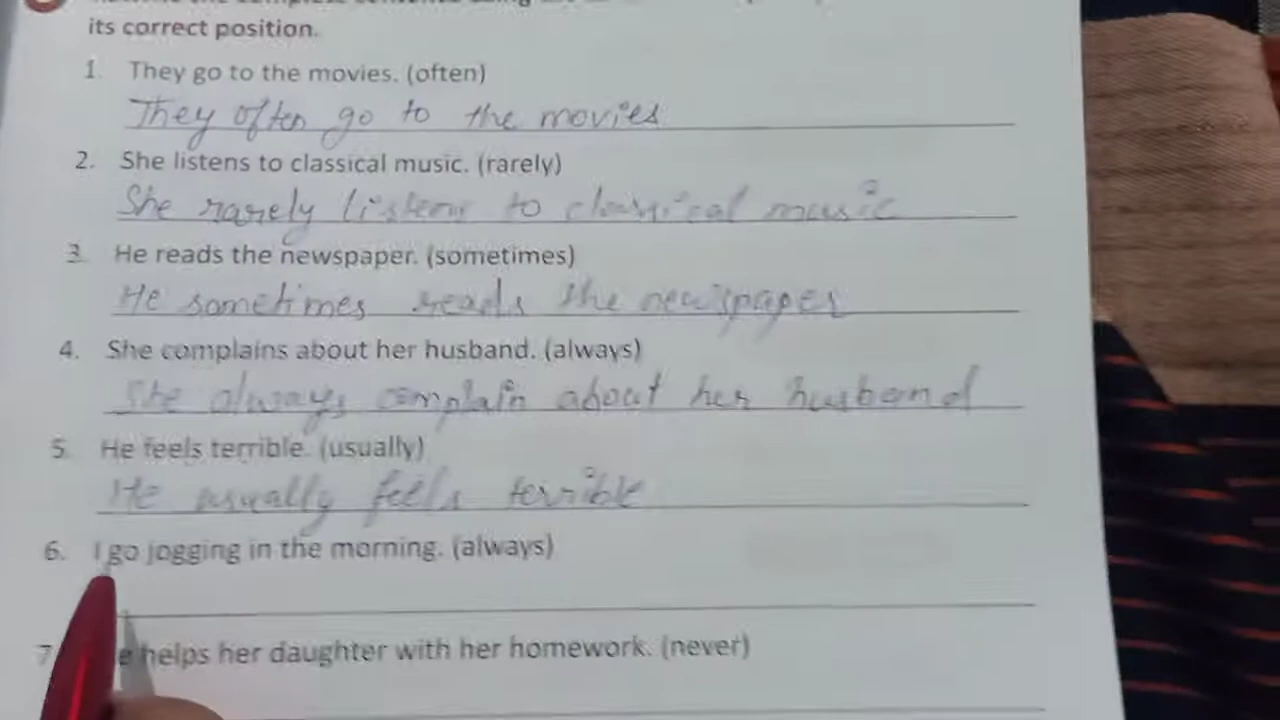 its correct position.
1. They go to the movies. (often)
They often go to the movies
2. She listens to classical music. (rarely)
She rarely listens to classical music
3. He reads the newspaper. (sometimes)
He sometimes reads the newspaper
4. She complains about her husband. (always)
She always complain about her husband
5. He feels terrible. (usually)
He usually feels terrible
6. I go jogging in the morning. (always)
7 helps her daughter with her homework. (never)